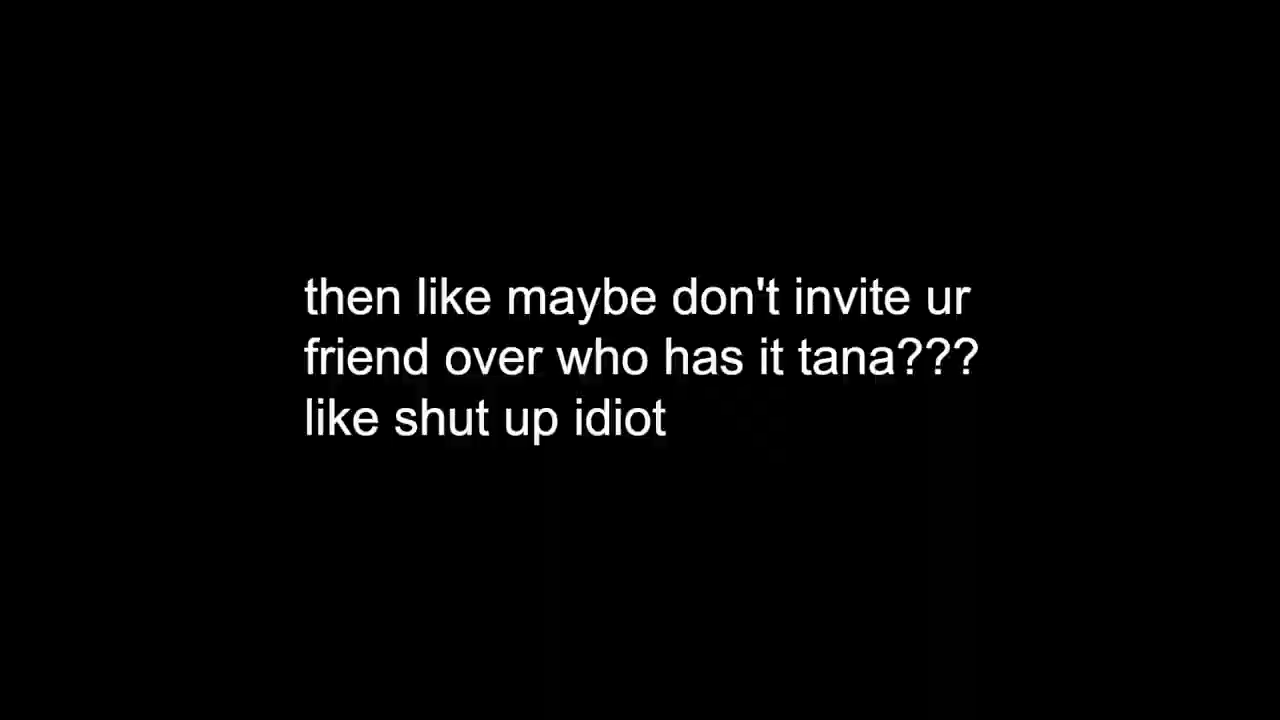 then like maybe don't invite ur
friend over who has it tana???
like shut up idiot